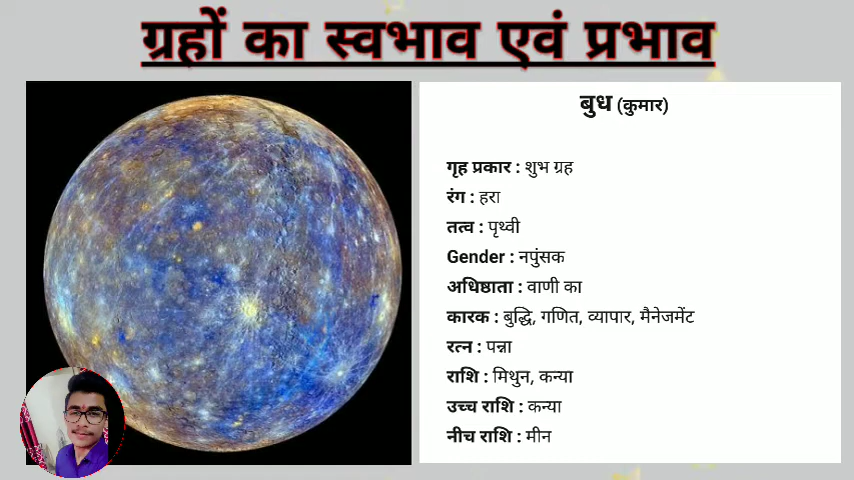 ग्रहों का स्वभाव एवं प्रभाव
बुध (कुमार)
गृह प्रकार : शुभ ग्रह
रंग : हरा
तत्व : पृथ्वी
Gender : नपुंसक
अधिष्ठाता : वाणी का
कारक : बुद्धि, गणित, व्यापार, मैनेजमेंट
रत्न : पन्ना
राशि : मिथुन, कन्या
उच्च राशि : कन्या
नीच राशि : मीन